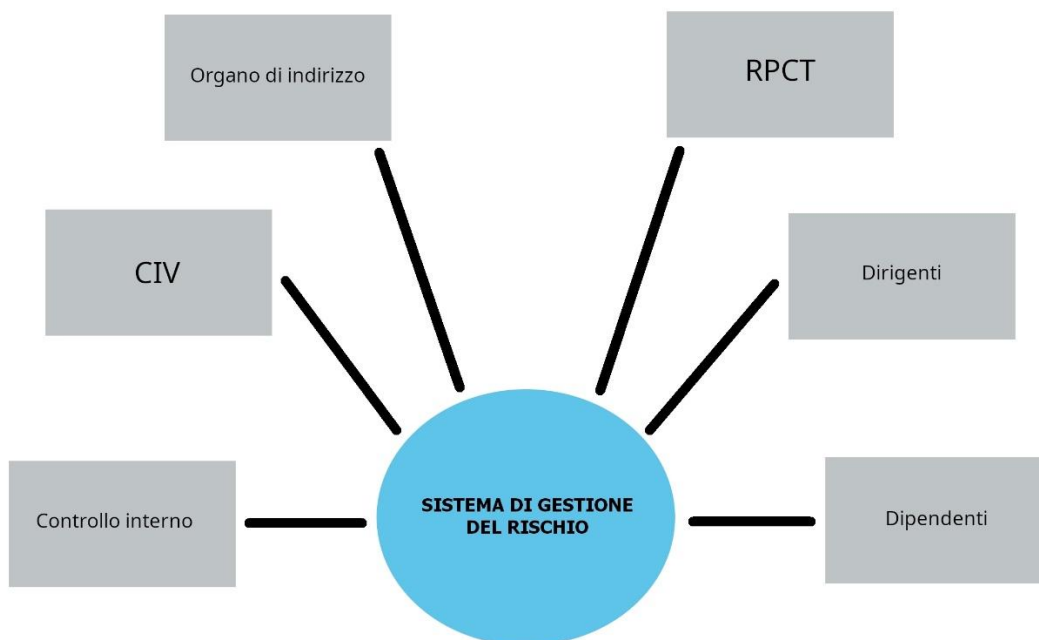 Organo di indirizzo
RPCT
CIV
Dirigenti
Controllo interno
SISTEMA DI GESTIONE
DEL RISCHIO
Dipendenti